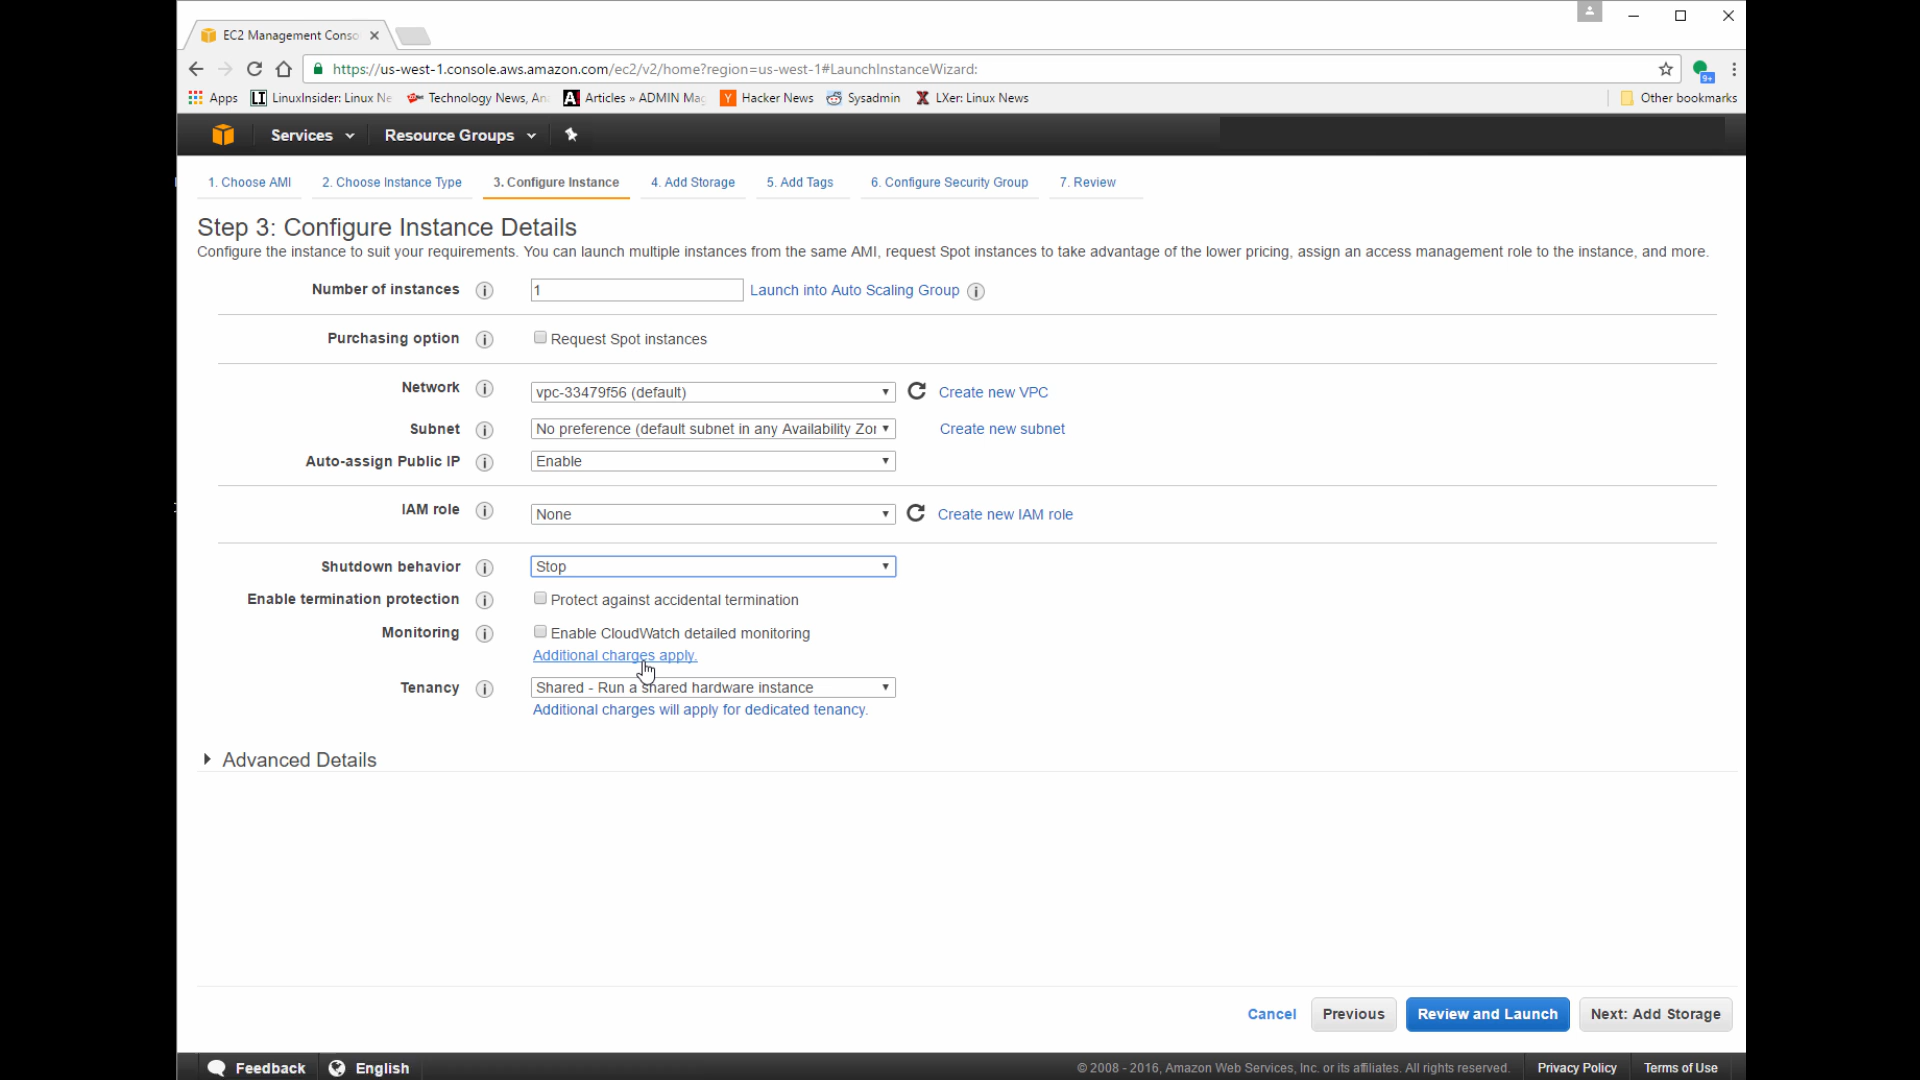 EC2 Management Conso
https://us-west-1.console.aws.amazon.com/ec2/v2/home?region=us-west-1#LaunchInstanceWizard:
9+
Apps LinuxInsider: Linux Ne Technology News, An Articles » ADMIN Mag Hacker News Sysadmin LXer: Linux News Other bookmarks
Services Resource Groups
1. Choose AMI 2. Choose Instance Type 3. Configure Instance 4. Add Storage 5. Add Tags 6. Configure Security Group 7. Review
Step 3: Configure Instance Details
Configure the instance to suit your requirements. You can launch multiple instances from the same AMI, request Spot instances to take advantage of the lower pricing, assign an access management role to the instance, and more.
Number of instances 1 Launch into Auto Scaling Group
Purchasing option Request Spot instances
Network vpc-33479f56 (default) Create new VPC
Subnet No preference (default subnet in any Availability Zon Create new subnet
Auto-assign Public IP Enable
IAM role None Create new IAM role
Shutdown behavior Stop
Enable termination protection Protect against accidental termination
Monitoring Enable CloudWatch detailed monitoring
Additional charges apply.
Tenancy Shared - Run a shared hardware instance
Additional charges will apply for dedicated tenancy.
Advanced Details
Cancel Previous Review and Launch Next: Add Storage
Feedback English © 2008 - 2016, Amazon Web Services, Inc. or its affiliates. All rights reserved. Privacy Policy Terms of Use